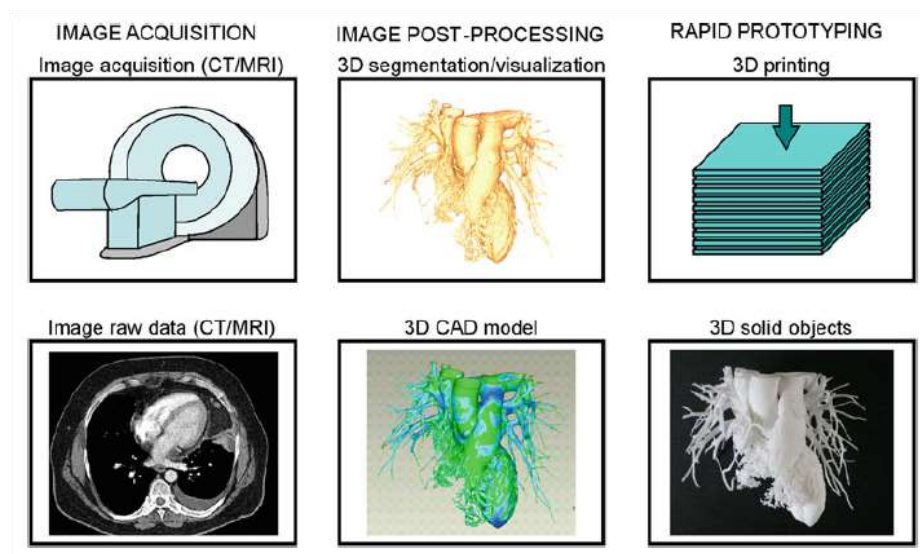 IMAGE ACQUISITION
IMAGE POST-PROCESSING
RAPID PROTOTYPING
Image acquisition (CT/MRI)
3D segmentation/visualization
3D printing
Image raw data (CT/MRI)
3D CAD model
3D solid objects